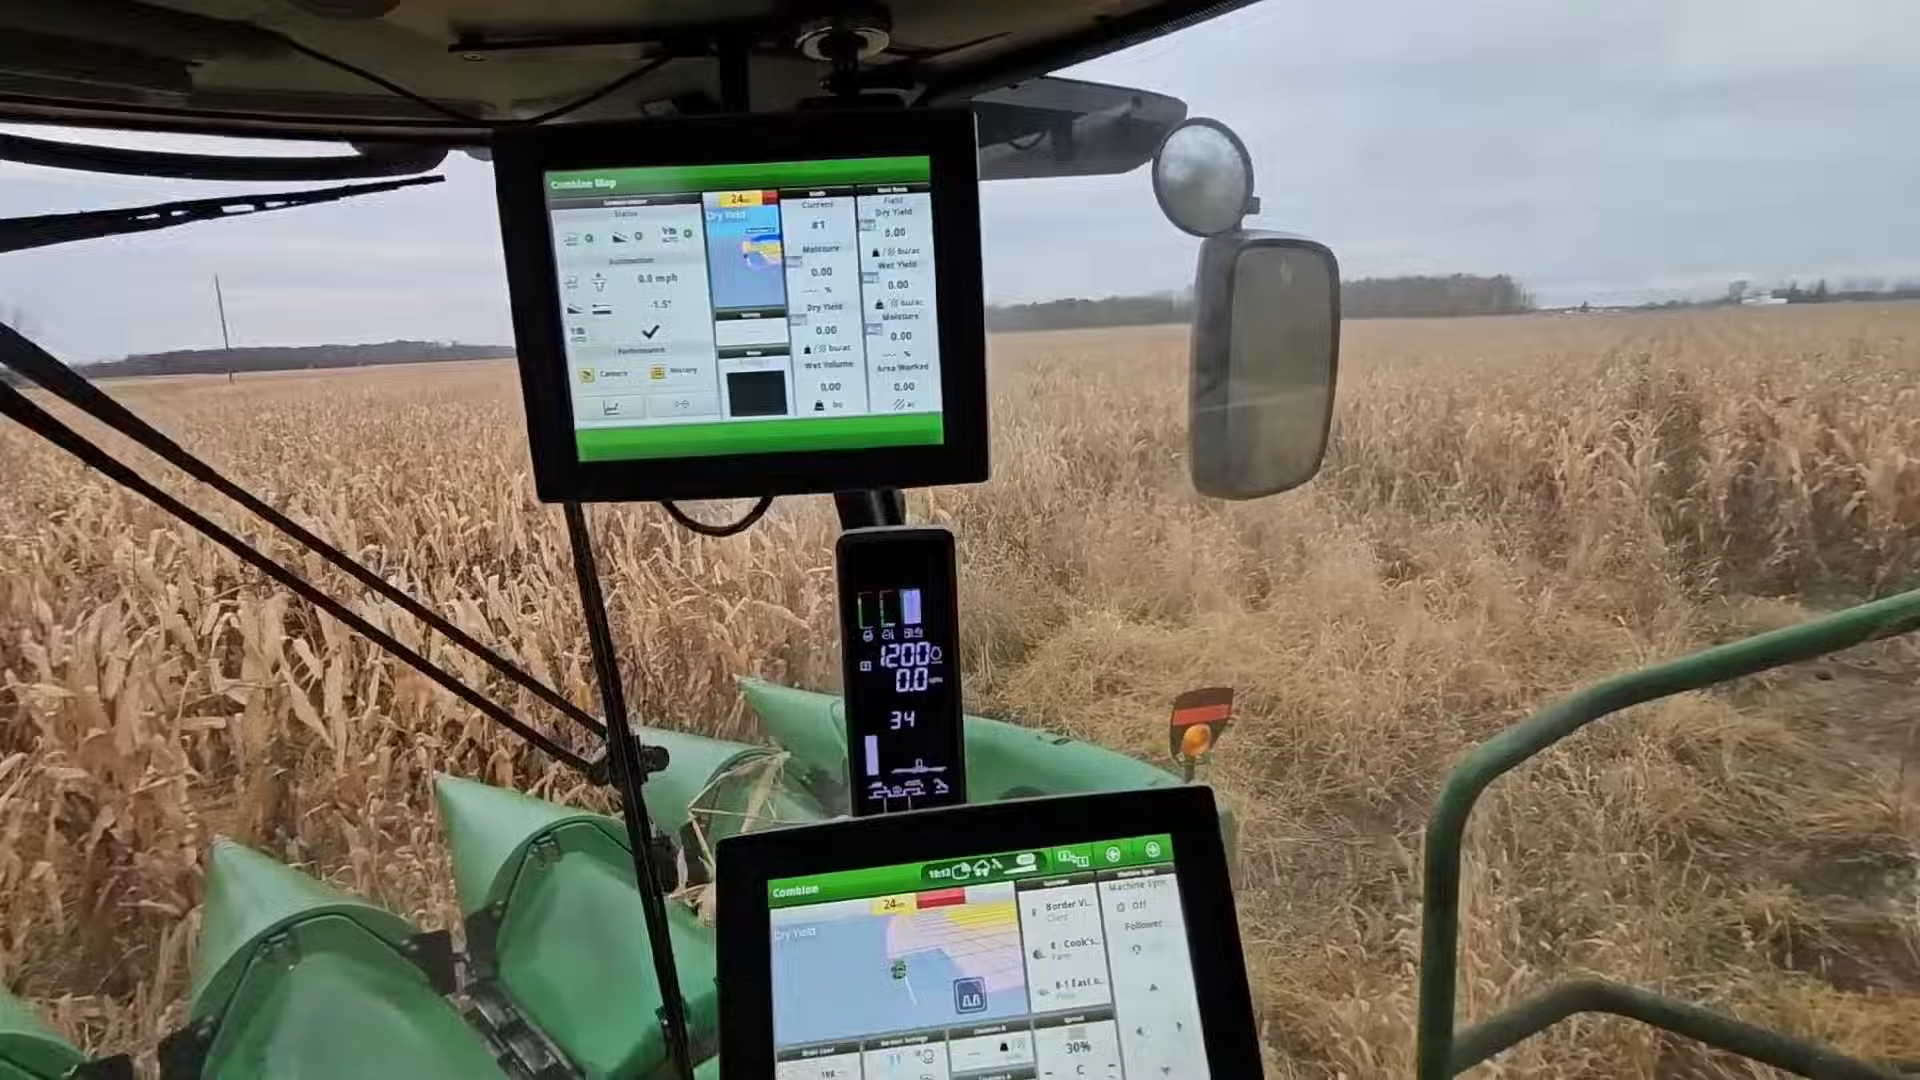 Combine Map
Status
Automation
0.0 mph
-1.5°
Performance
Camera
History
24
Dry Yield
Current
#1
Moisture
0.00
--.-- %
Dry Yield
0.00
bu/ac
Wet Volume
0.00
bu
Field
Dry Yield
0.00
bu/ac
Wet Yield
0.00
bu/ac
Moisture
0.00
--.-- %
Area Worked
0.00
ac
1200
0.0
34
Combine
24
Dry Yield
Border Vi...
Client
Cook's...
Farm
8-1 East o...
Machine Sync
Off
Follower
30%